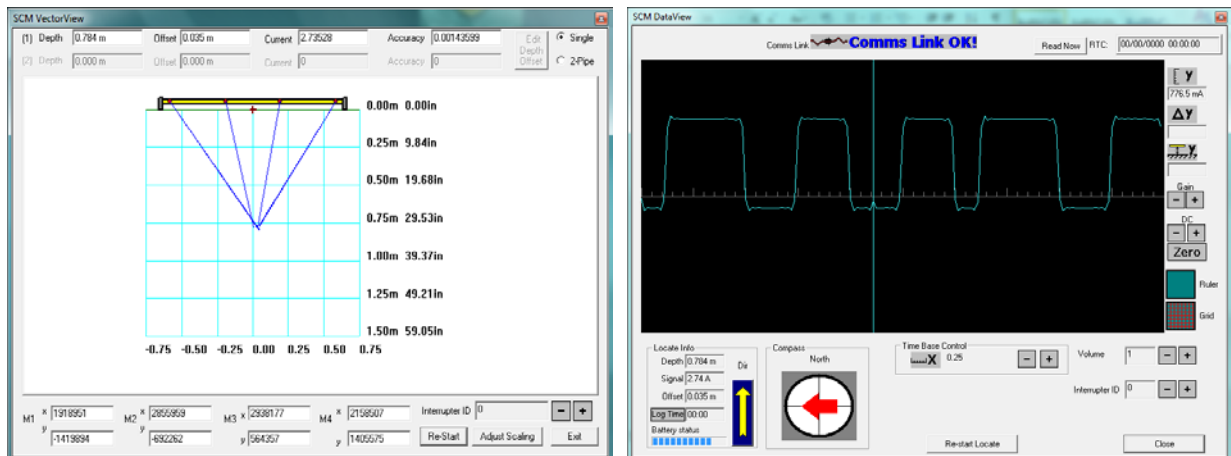 SCM VectorView
(1) Depth 0.784 m Offset 0.035 m Current 2.73528 Accuracy 0.00143599 Edit Depth Offset Single
(2) Depth 0.000 m Offset 0.000 m Current 0 Accuracy 0 2-Pipe
0.00m 0.00in
0.25m 9.84in
0.50m 19.68in
0.75m 29.53in
1.00m 39.37in
1.25m 49.21in
1.50m 59.05in
-0.75 -0.50 -0.25 0.00 0.25 0.50 0.75
M1 x 1918951 M2 x 2855959 M3 x 2938177 M4 x 2158507 Interrupter ID 0 - +
y -1419894 y -692262 y 564357 y 1405575 Re-Start Adjust Scaling Exit
SCM DataView
Comms Link Comms Link OK! Read Now RTC: 00/00/0000 00:00:00
y
776.5 mA
Δy
y
Gain
- +
DC
- +
Zero
Ruler
Grid
Locate Info
Depth 0.784 m
Signal 2.74 A
Offset 0.035 m
Log Time 00:00
Battery status
Dir
Compass
North
Time Base Control
X 0.25 - +
Volume 1 - +
Interrupter ID 0 - +
Re-start Locate
Close